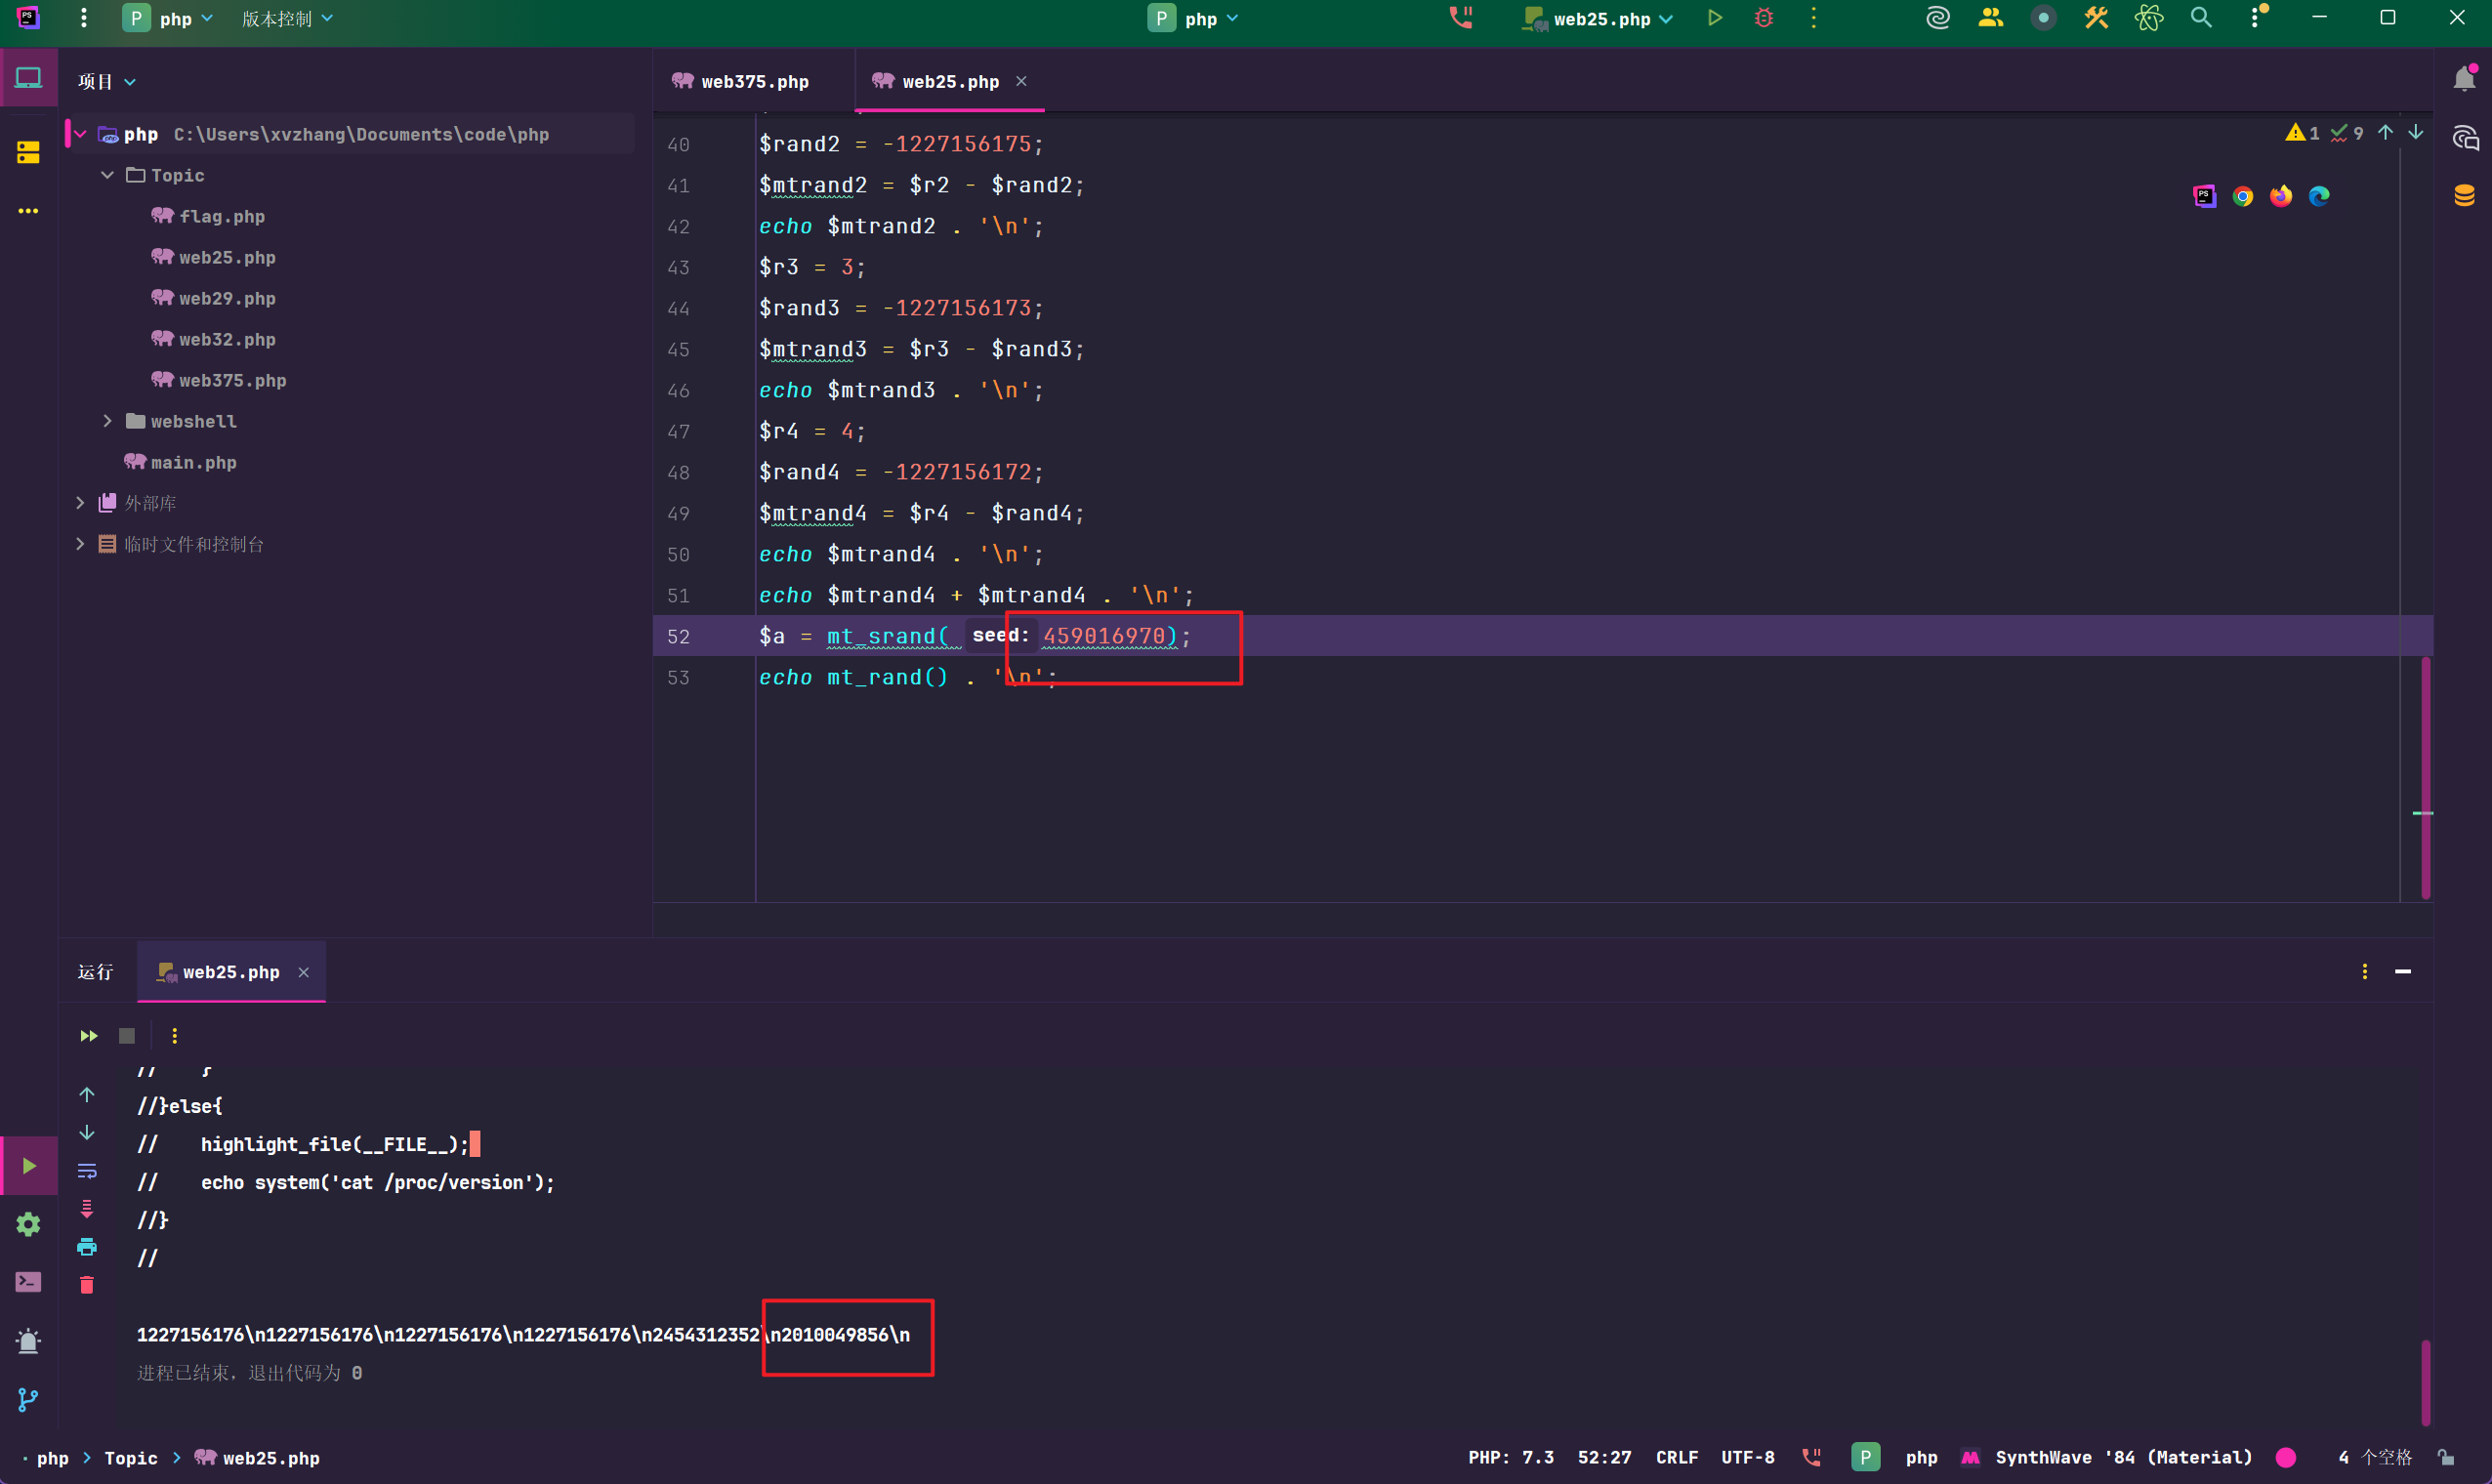 P php 版本控制 P php web25.php
项目
web375.php web25.php
php C:\Users\xvzhang\Documents\code\php
Topic
flag.php
web25.php
web29.php
web32.php
web375.php
webshell
main.php
外部库
临时文件和控制台
1 9
40 $rand2 = -1227156175;
41 $mtrand2 = $r2 - $rand2;
42 echo $mtrand2 . '\n';
43 $r3 = 3;
44 $rand3 = -1227156173;
45 $mtrand3 = $r3 - $rand3;
46 echo $mtrand3 . '\n';
47 $r4 = 4;
48 $rand4 = -1227156172;
49 $mtrand4 = $r4 - $rand4;
50 echo $mtrand4 . '\n';
51 echo $mtrand4 + $mtrand4 . '\n';
52 $a = mt_srand( seed: 459016970);
53 echo mt_rand() . '\n';
运行 web25.php
// }
//}else{
// highlight_file(__FILE__);
// echo system('cat /proc/version');
//}
//
1227156176\n1227156176\n1227156176\n1227156176\n2454312352\n2010049856\n
进程已结束，退出代码为 0
php Topic web25.php PHP: 7.3 52:27 CRLF UTF-8 P php SynthWave '84 (Material) 4 个空格